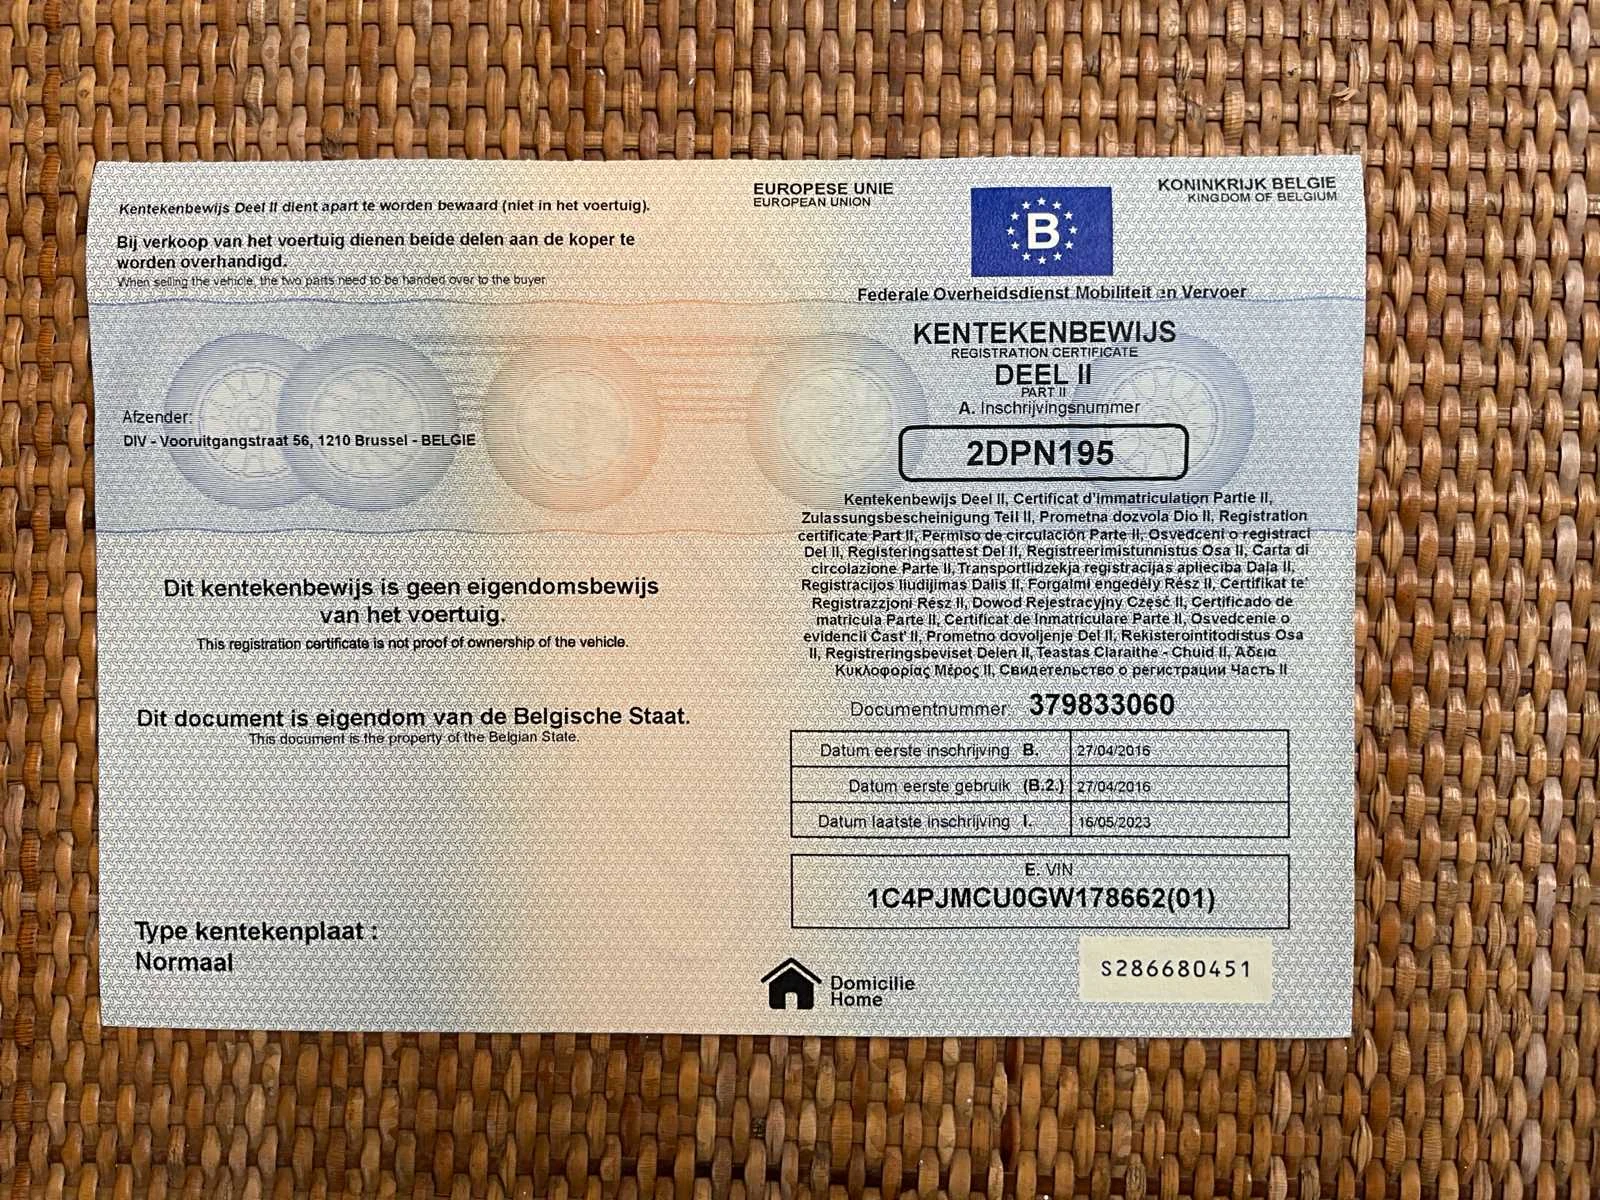 Kentekenbewijs Deel II dient apart te worden bewaard (niet in het voertuig).
Bij verkoop van het voertuig dienen beide delen aan de koper te
worden overhandigd.
When selling the vehicle, the two parts need to be handed over to the buyer
Afzender:
DIV - Vooruitgangstraat 56, 1210 Brussel - BELGIE
Dit kentekenbewijs is geen eigendomsbewijs
van het voertuig.
This registration certificate is not proof of ownership of the vehicle.
Dit document is eigendom van de Belgische Staat.
This document is the property of the Belgian State.
Type kentekenplaat :
Normaal
EUROPESE UNIE
EUROPEAN UNION
B
KONINKRIJK BELGIE
KINGDOM OF BELGIUM
Federale Overheidsdienst Mobiliteit en Vervoer
KENTEKENBEWIJS
REGISTRATION CERTIFICATE
DEEL II
PART II
A. Inschrijvingsnummer
2DPN195
Kentekenbewijs Deel II, Certificat d'immatriculation Partie II,
Zulassungsbescheinigung Teil II, Prometna dozvola Dio II, Registration
certificate Part II, Permiso de circulación Parte II, Osvedceni o registraci
Del II, Registeringsattest Del II, Registreerimistunnistus Osa II, Carta di
circolazione Parte II, Transportlidzekja registracijas aplieciba Dala II,
Registracijos liudijimas Dalis II, Forgalmi engedély Rész II, Certifikat te'
Registrazzjoni Rész II, Dowod Rejestracyjny Część II, Certificado de
matricula Parte II, Certificat de Inmatriculare Parte II, Osvedcenie o
evidencii Cast' II, Prometno dovoljenje Del II, Rekisterointitodistus Osa
II, Registreringsbeviset Delen II, Teastas Claraithe - Chuid II, Άδεια
Κυκλοφορίας Μέρος II, Свидетельство о регистрации Часть II
Documentnummer: 379833060
Datum eerste inschrijving B. 27/04/2016
Datum eerste gebruik (B.2.) 27/04/2016
Datum laatste inschrijving I. 16/05/2023
E. VIN
1C4PJMCU0GW178662(01)
Domicilie
Home
S286680451